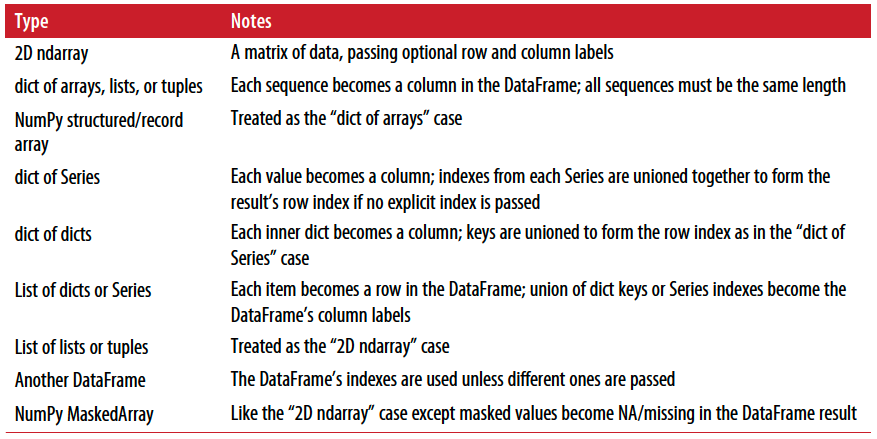 Type Notes
2D ndarray A matrix of data, passing optional row and column labels
dict of arrays, lists, or tuples Each sequence becomes a column in the DataFrame; all sequences must be the same length
NumPy structured/record Treated as the “dict of arrays” case
array
dict of Series Each value becomes a column; indexes from each Series are unioned together to form the
result’s row index if no explicit index is passed
dict of dicts Each inner dict becomes a column; keys are unioned to form the row index as in the “dict of
Series” case
List of dicts or Series Each item becomes a row in the DataFrame; union of dict keys or Series indexes become the
DataFrame’s column labels
List of lists or tuples Treated as the “2D ndarray” case
Another DataFrame The DataFrame’s indexes are used unless different ones are passed
NumPy MaskedArray Like the “2D ndarray” case except masked values become NA/missing in the DataFrame result